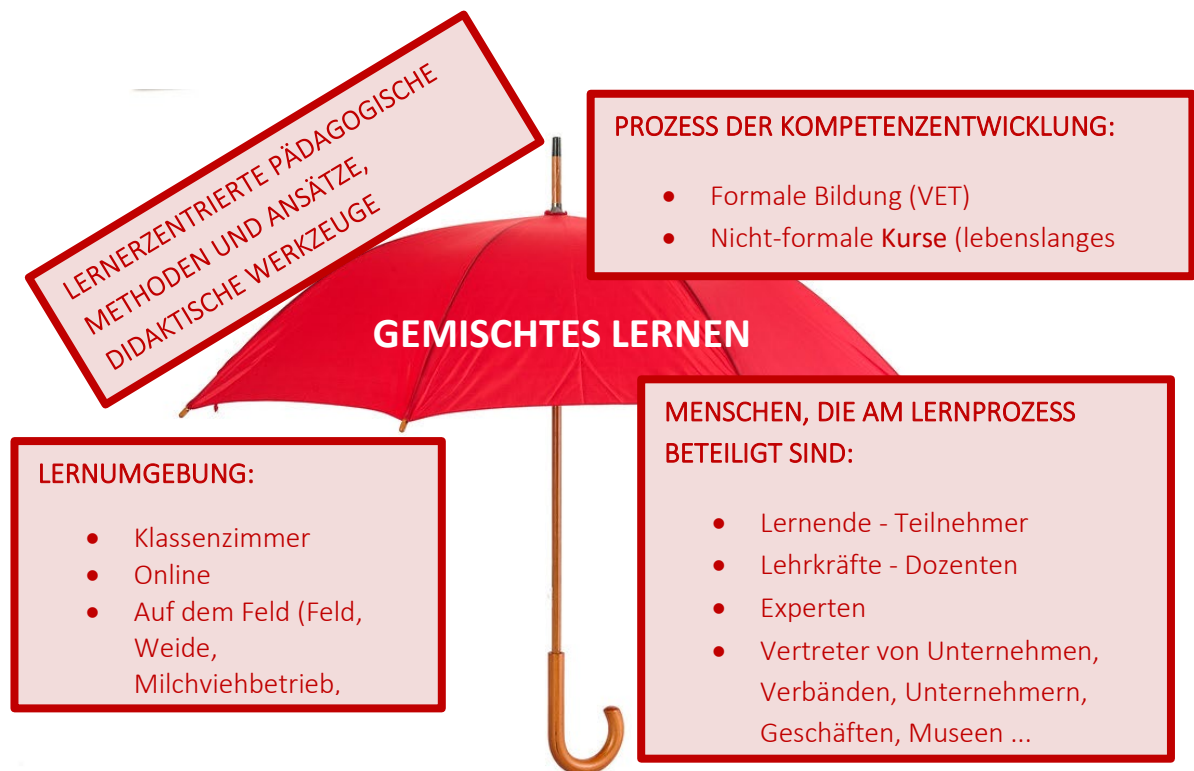 LERNERZENTRIERTE PÄDAGOGISCHE
METHODEN UND ANSÄTZE,
DIDAKTISCHE WERKZEUGE
PROZESS DER KOMPETENZENTWICKLUNG:
• Formale Bildung (VET)
• Nicht-formale Kurse (lebenslanges
GEMISCHTES LERNEN
LERNUMGEBUNG:
• Klassenzimmer
• Online
• Auf dem Feld (Feld,
Weide,
Milchviehbetrieb,
MENSCHEN, DIE AM LERNPROZESS
BETEILIGT SIND:
• Lernende - Teilnehmer
• Lehrkräfte - Dozenten
• Experten
• Vertreter von Unternehmen,
Verbänden, Unternehmern,
Geschäften, Museen ...